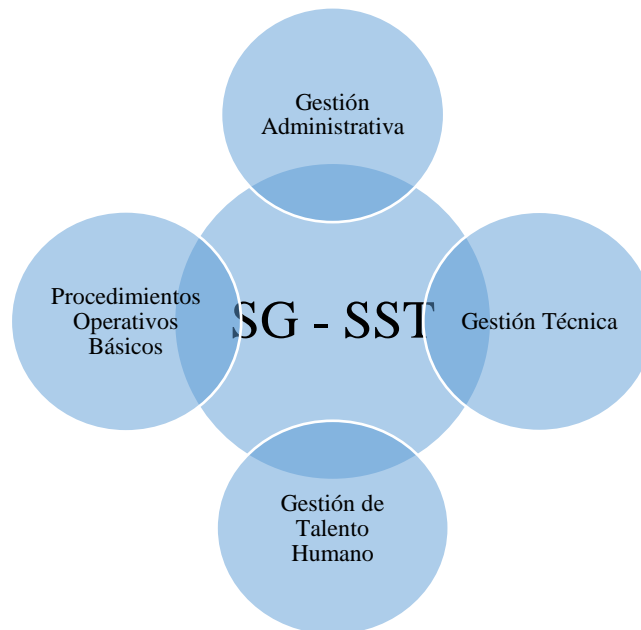 Gestión
Administrativa
Procedimientos
Operativos
Básicos
SG - SST
Gestión Técnica
Gestión de
Talento
Humano